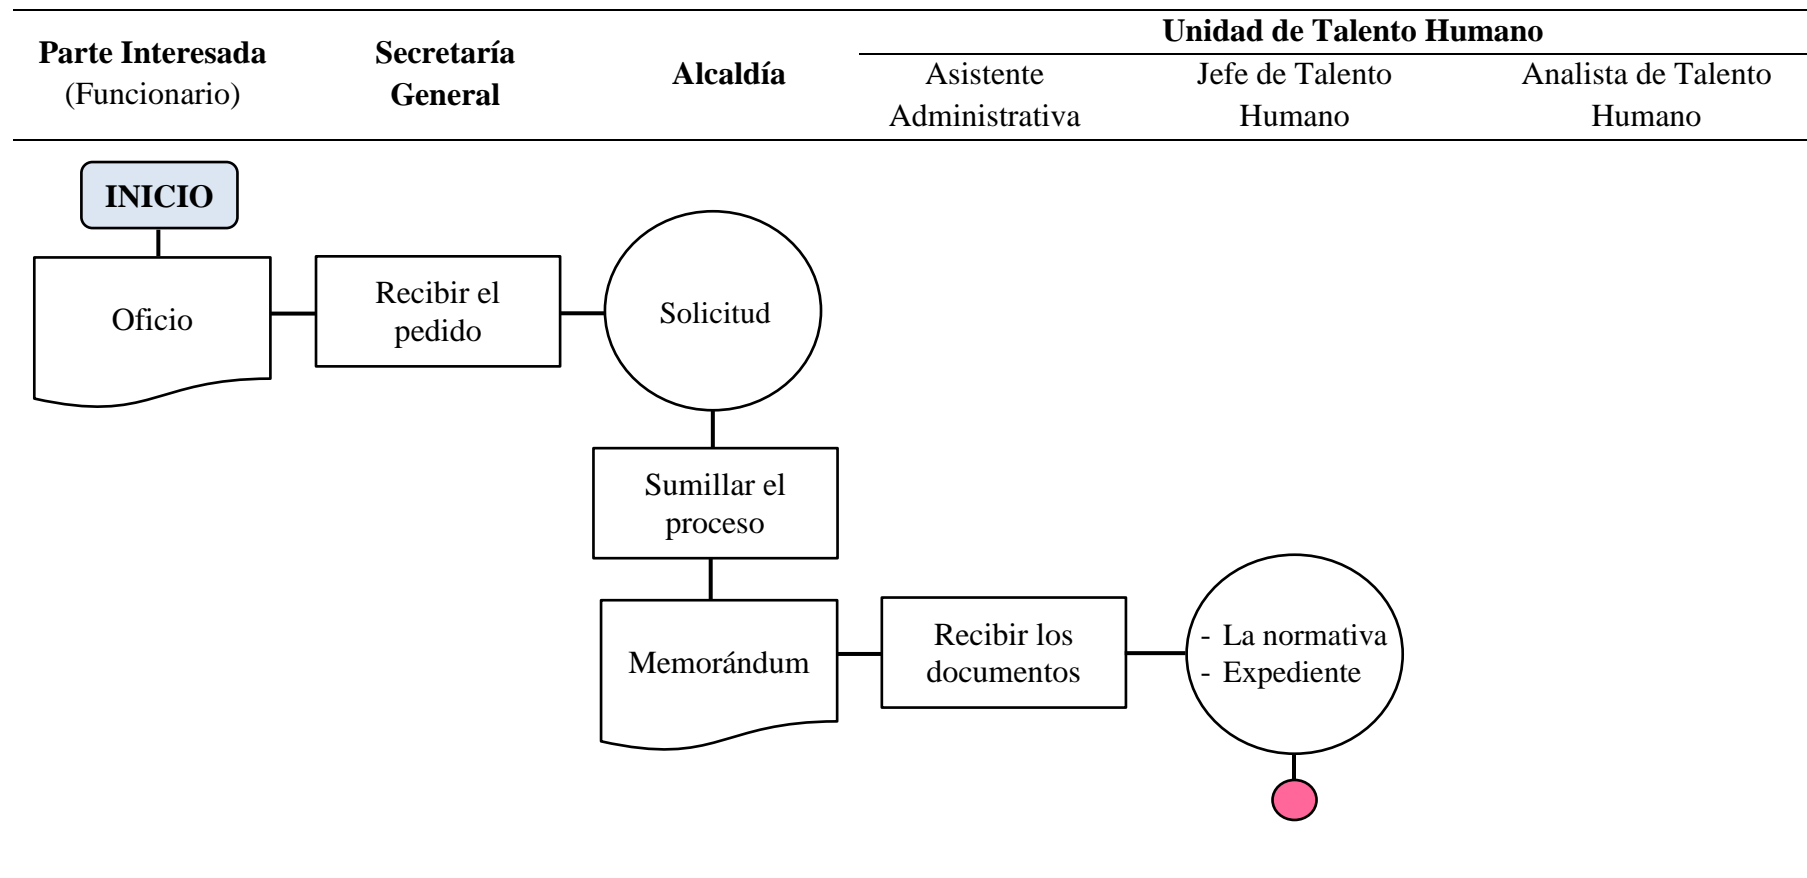 Unidad de Talento Humano
Parte Interesada
(Funcionario)
Secretaría
General
Alcaldía
Asistente
Administrativa
Jefe de Talento
Humano
Analista de Talento
Humano
INICIO
Oficio
Recibir el
pedido
Solicitud
Sumillar el
proceso
Memorándum
Recibir los
documentos
- La normativa
- Expediente